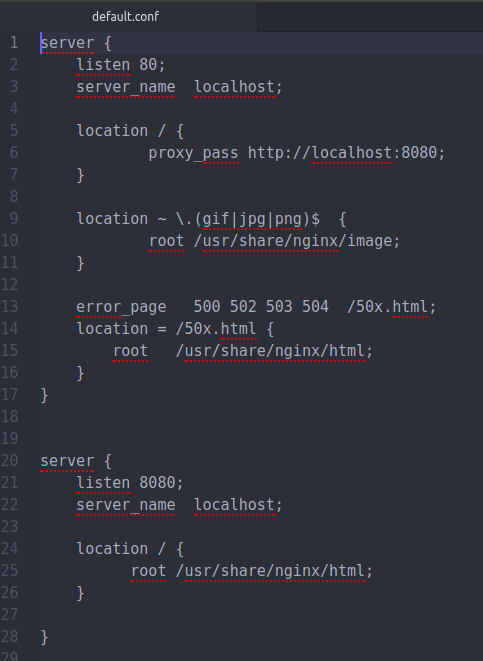 default.conf
1 server {
2     listen 80;
3     server_name  localhost;
4
5     location / {
6             proxy_pass http://localhost:8080;
7     }
8
9     location ~ \.(gif|jpg|png)$  {
10             root /usr/share/nginx/image;
11     }
12
13     error_page   500 502 503 504  /50x.html;
14     location = /50x.html {
15         root   /usr/share/nginx/html;
16     }
17 }
18
19
20 server {
21     listen 8080;
22     server_name  localhost;
23
24     location / {
25           root /usr/share/nginx/html;
26     }
27
28 }
29